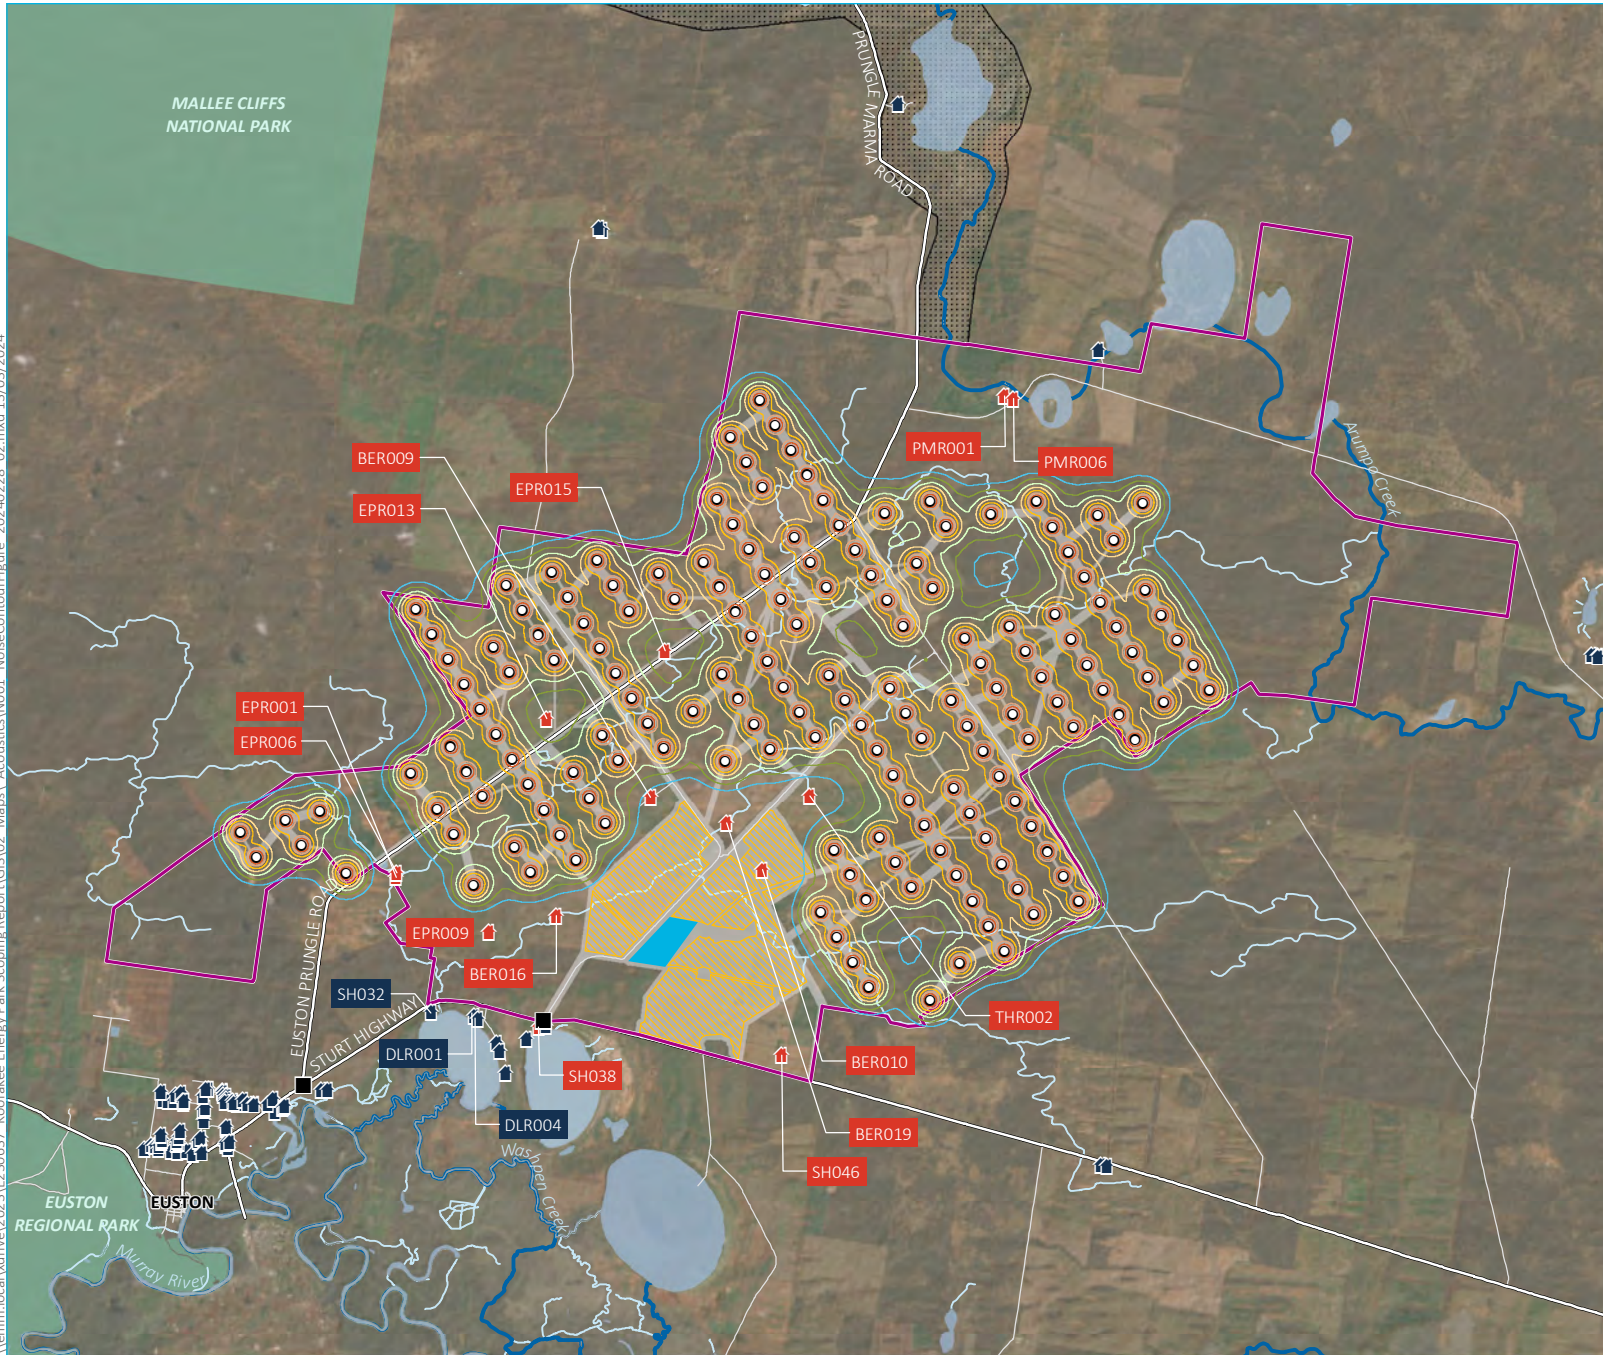 MALLEE CLIFFS
NATIONAL PARK
PRUNGLE MARMA ROAD
BER009
EPR013
EPR015
PMR001
PMR006
Arumpo Creek
EPR001
EPR006
EPR009
BER016
SH032
EUSTON PRUNGLE ROAD
STURT HIGHWAY
DLR001
SH038
DLR004
THR002
BER010
BER019
SH046
Washpen Creek
EUSTON
EUSTON
REGIONAL PARK
Murray River